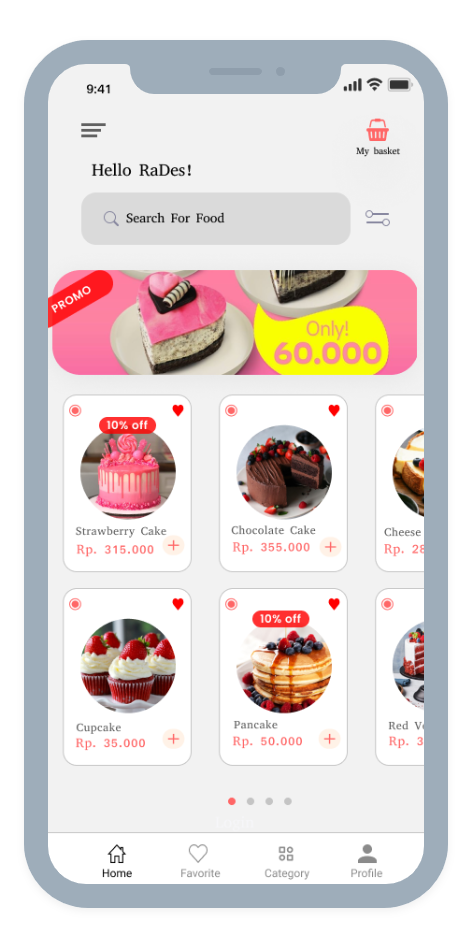 9:41
My basket
Hello RaDes!
Search For Food
PROMO
Only!
60.000
10% off
Strawberry Cake
Rp. 315.000
Chocolate Cake
Rp. 355.000
Cheese
Rp. 28
10% off
Cupcake
Rp. 35.000
Pancake
Rp. 50.000
Red Ve
Rp. 3
Home
Favorite
Category
Profile